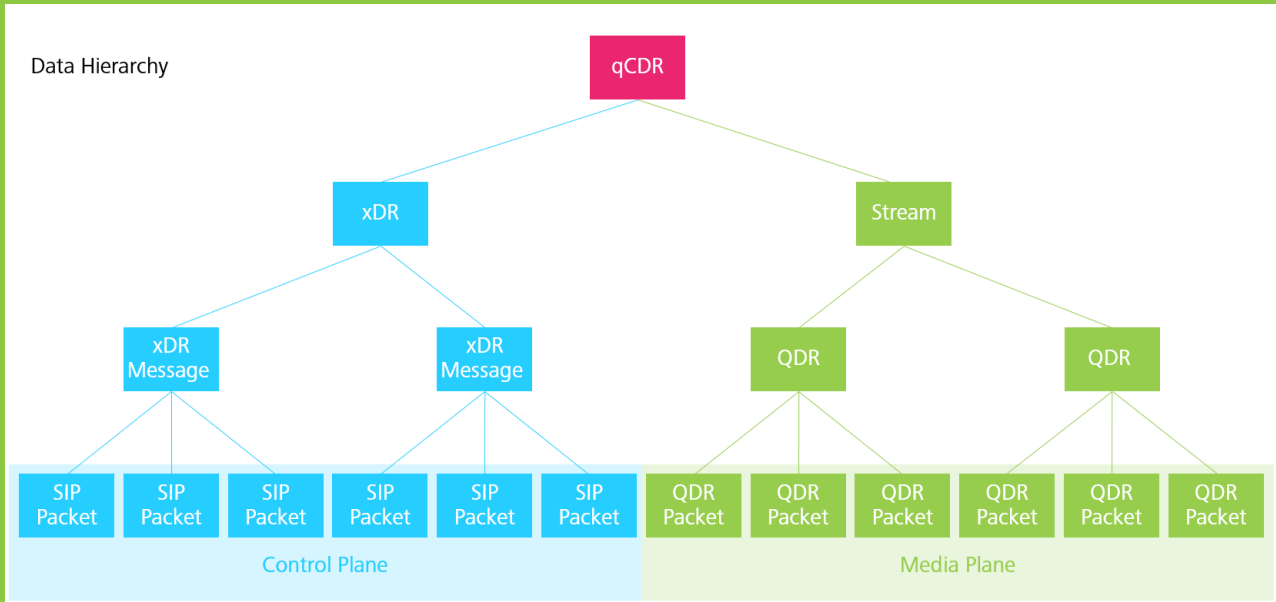 Data Hierarchy
qCDR
xDR
Stream
xDR
Message
xDR
Message
QDR
QDR
SIP
Packet
SIP
Packet
SIP
Packet
SIP
Packet
SIP
Packet
SIP
Packet
QDR
Packet
QDR
Packet
QDR
Packet
QDR
Packet
QDR
Packet
QDR
Packet
Control Plane
Media Plane